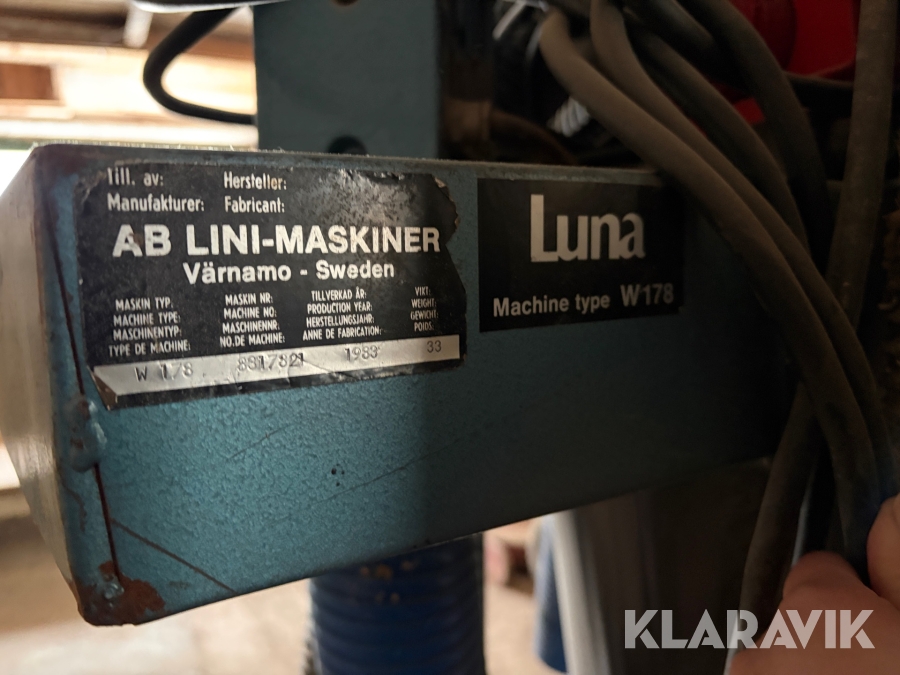 Till. av: Hersteller:
Manufakturer: Fabricant:
AB LINI-MASKINER
Värnamo - Sweden
MASKIN TYP. MASKIN NR: TILLVERKAD ÅR: VIKT:
MACHINE TYPE: MACHINE NO: PRODUCTION YEAR: WEIGHT:
MASCHINENTYP: MASCHINENNR. HERSTELLUNGSJAHR: GEWICHT:
TYPE DE MACHINE: NO. DE MACHINE: ANNE DE FABRICATION: POIDS:
W 178 8817821 1983 33
Luna
Machine type W178
KLARAVIK